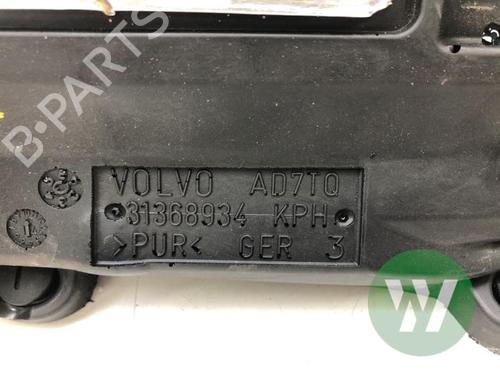 B-PARTS
VOLVO AD7TQ
31368934 KPH
>PUR< GER 3
W